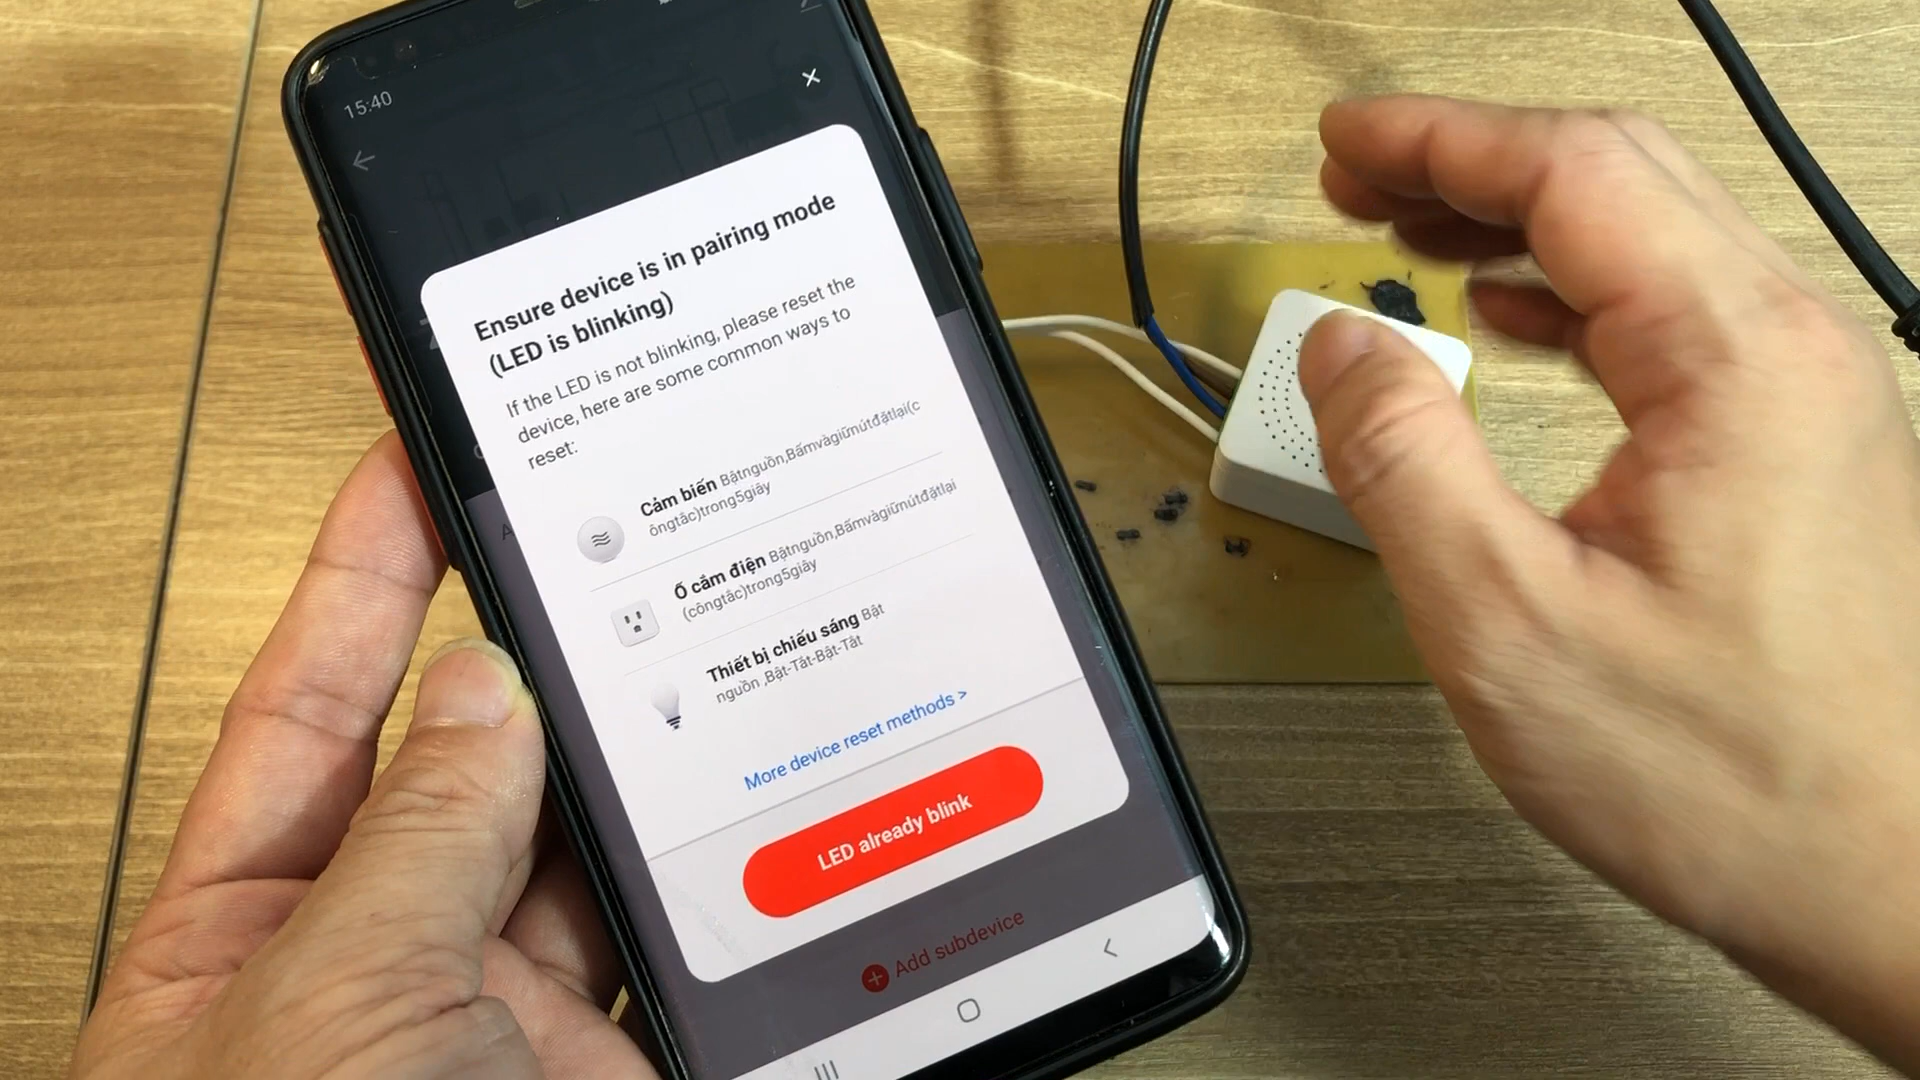 15:40
Ensure device is in pairing mode
(LED is blinking)
If the LED is not blinking, please reset the
device, here are some common ways to
reset:
Cảm biến Bậtnguồn,Bấmvàgiữnútđặtlại(c
ôngtắc)trong5giây
Ổ cắm điện Bậtnguồn,Bấmvàgiữnútđặtlại
(côngtắc)trong5giây
Thiết bị chiếu sáng Bật
nguồn ,Bật-Tắt-Bật-Tắt
More device reset methods >
LED already blink
Add subdevice